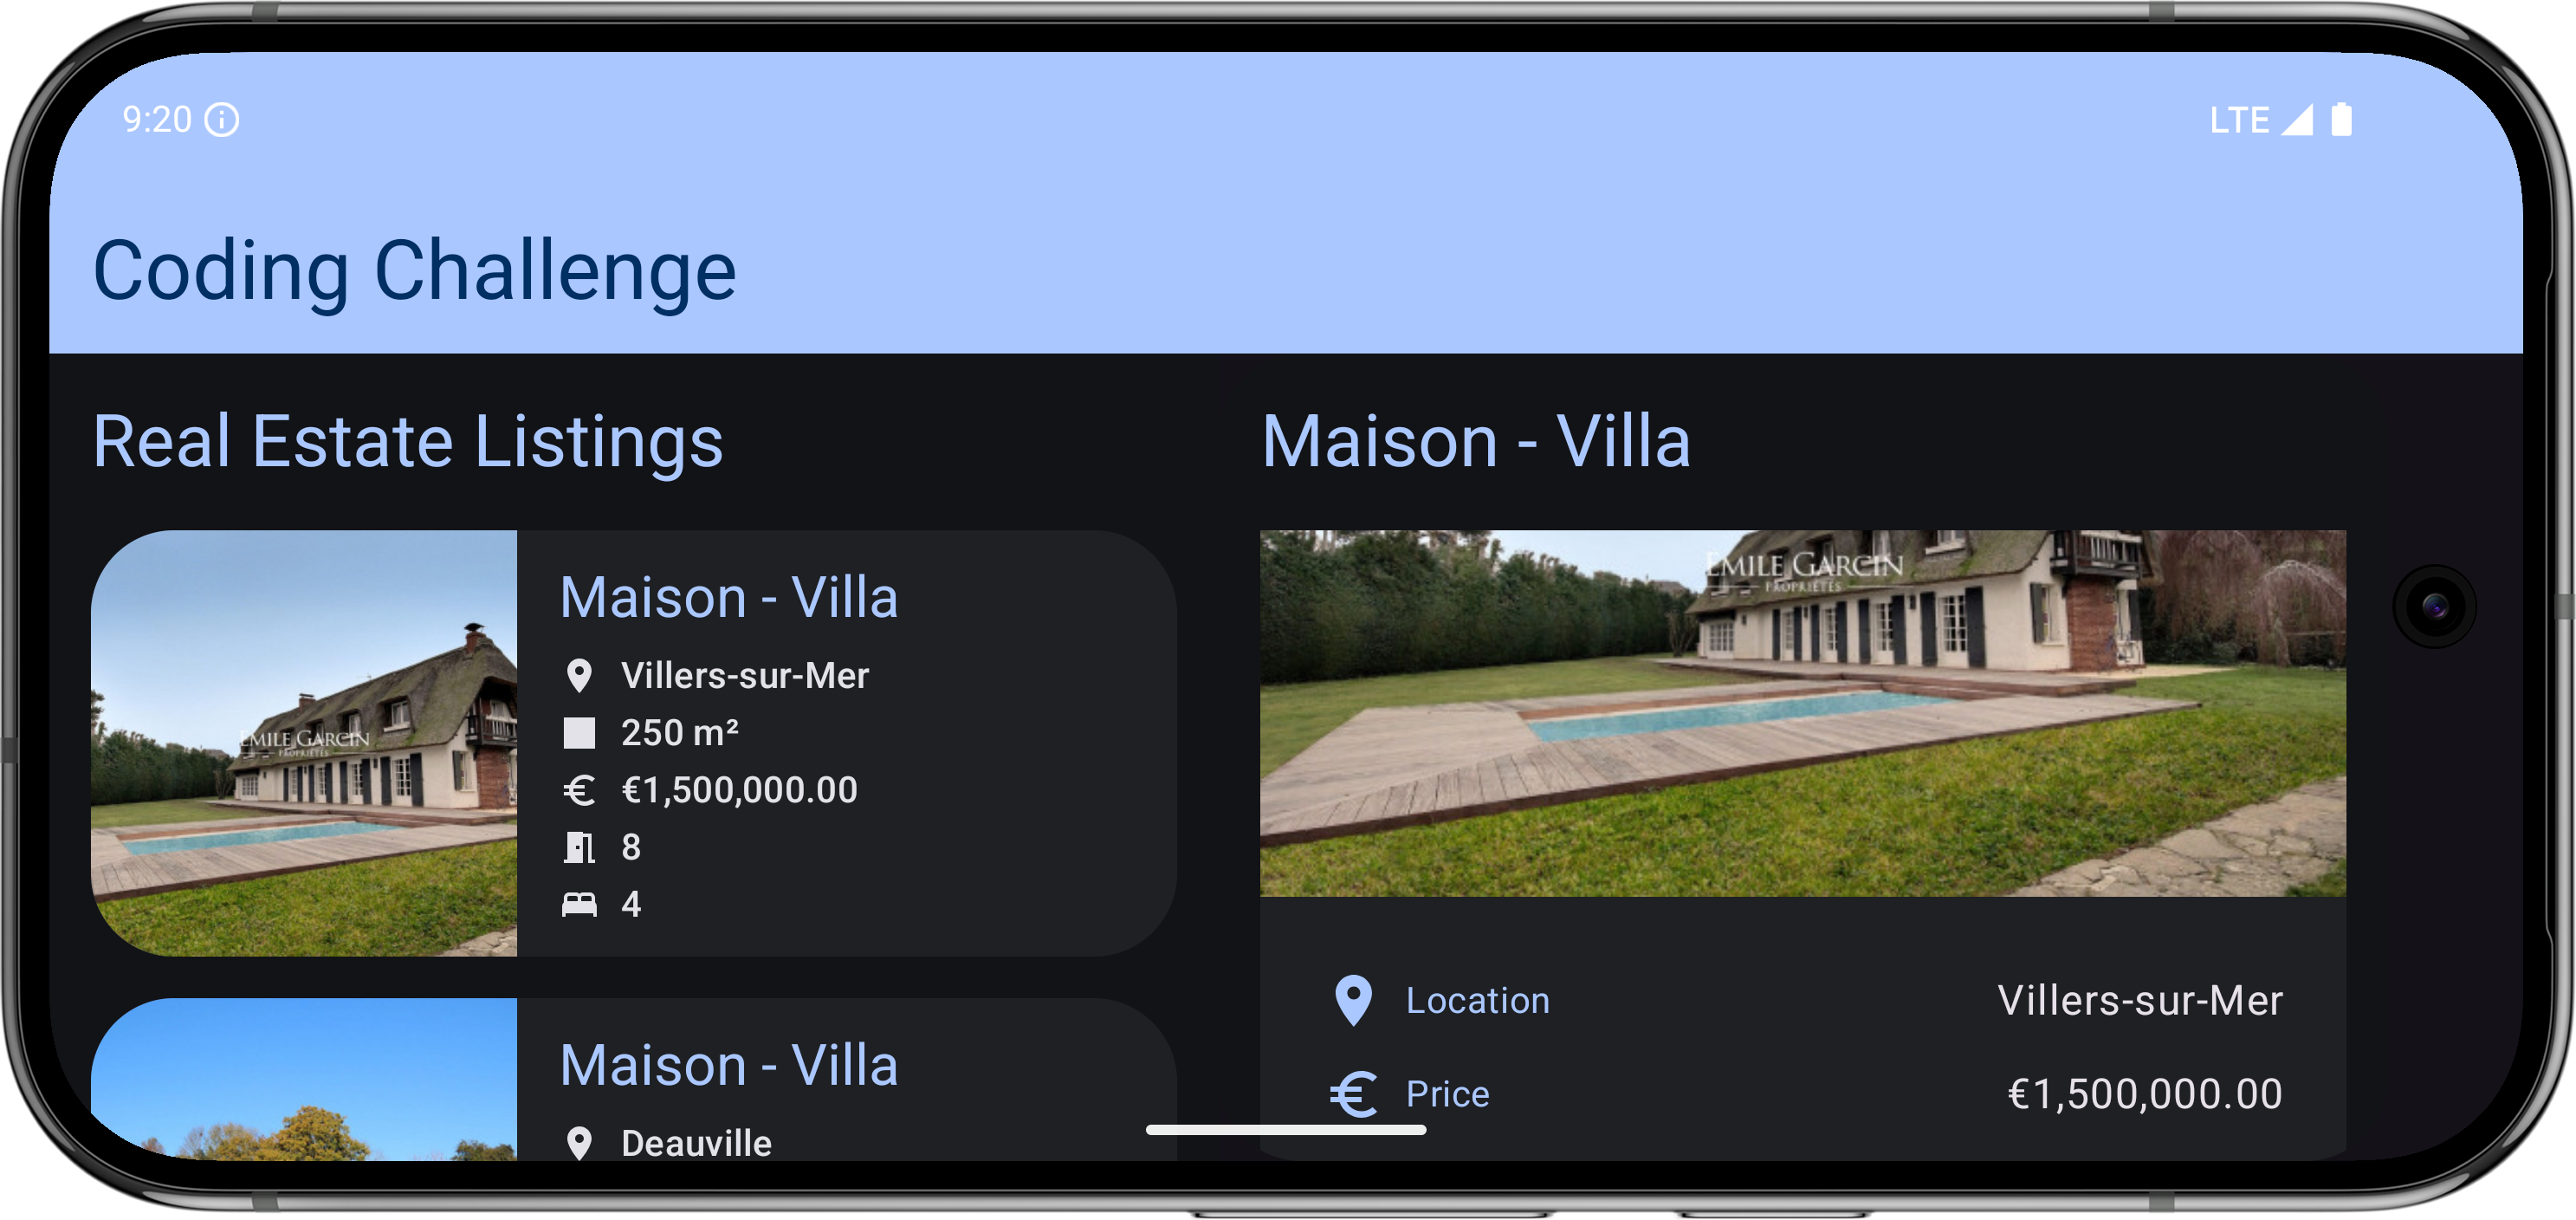 9:20
LTE
Coding Challenge
Real Estate Listings
EMILE GARCIN
PROPRIÉTÉS
Maison - Villa
Villers-sur-Mer
250 m²
€1,500,000.00
8
4
Maison - Villa
Deauville
Maison - Villa
EMILE GARCIN
PROPRIÉTÉS
Location
Villers-sur-Mer
Price
€1,500,000.00